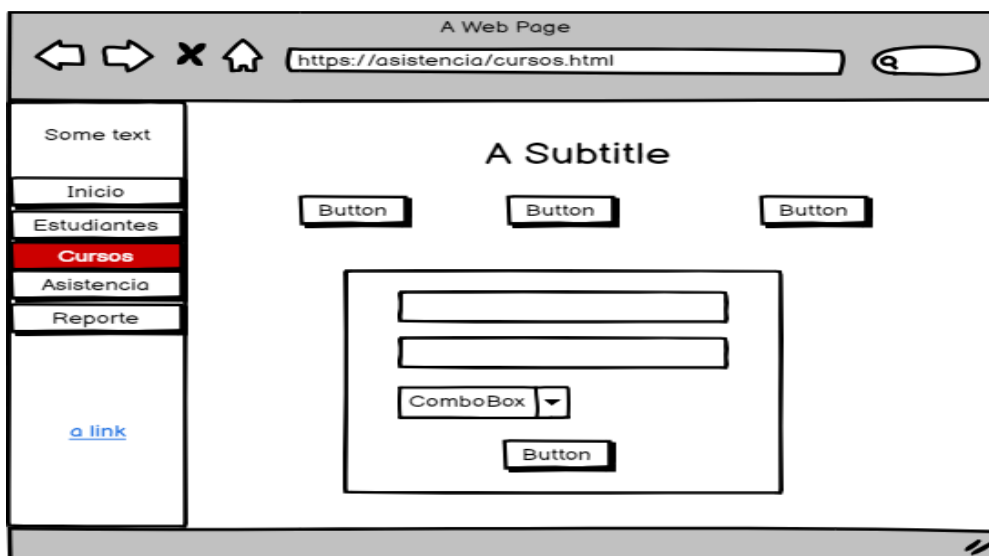 A Web Page
https://asistencia/cursos.html
Some text
Inicio
Estudiantes
Cursos
Asistencia
Reporte
a link
A Subtitle
Button Button Button
ComboBox
Button